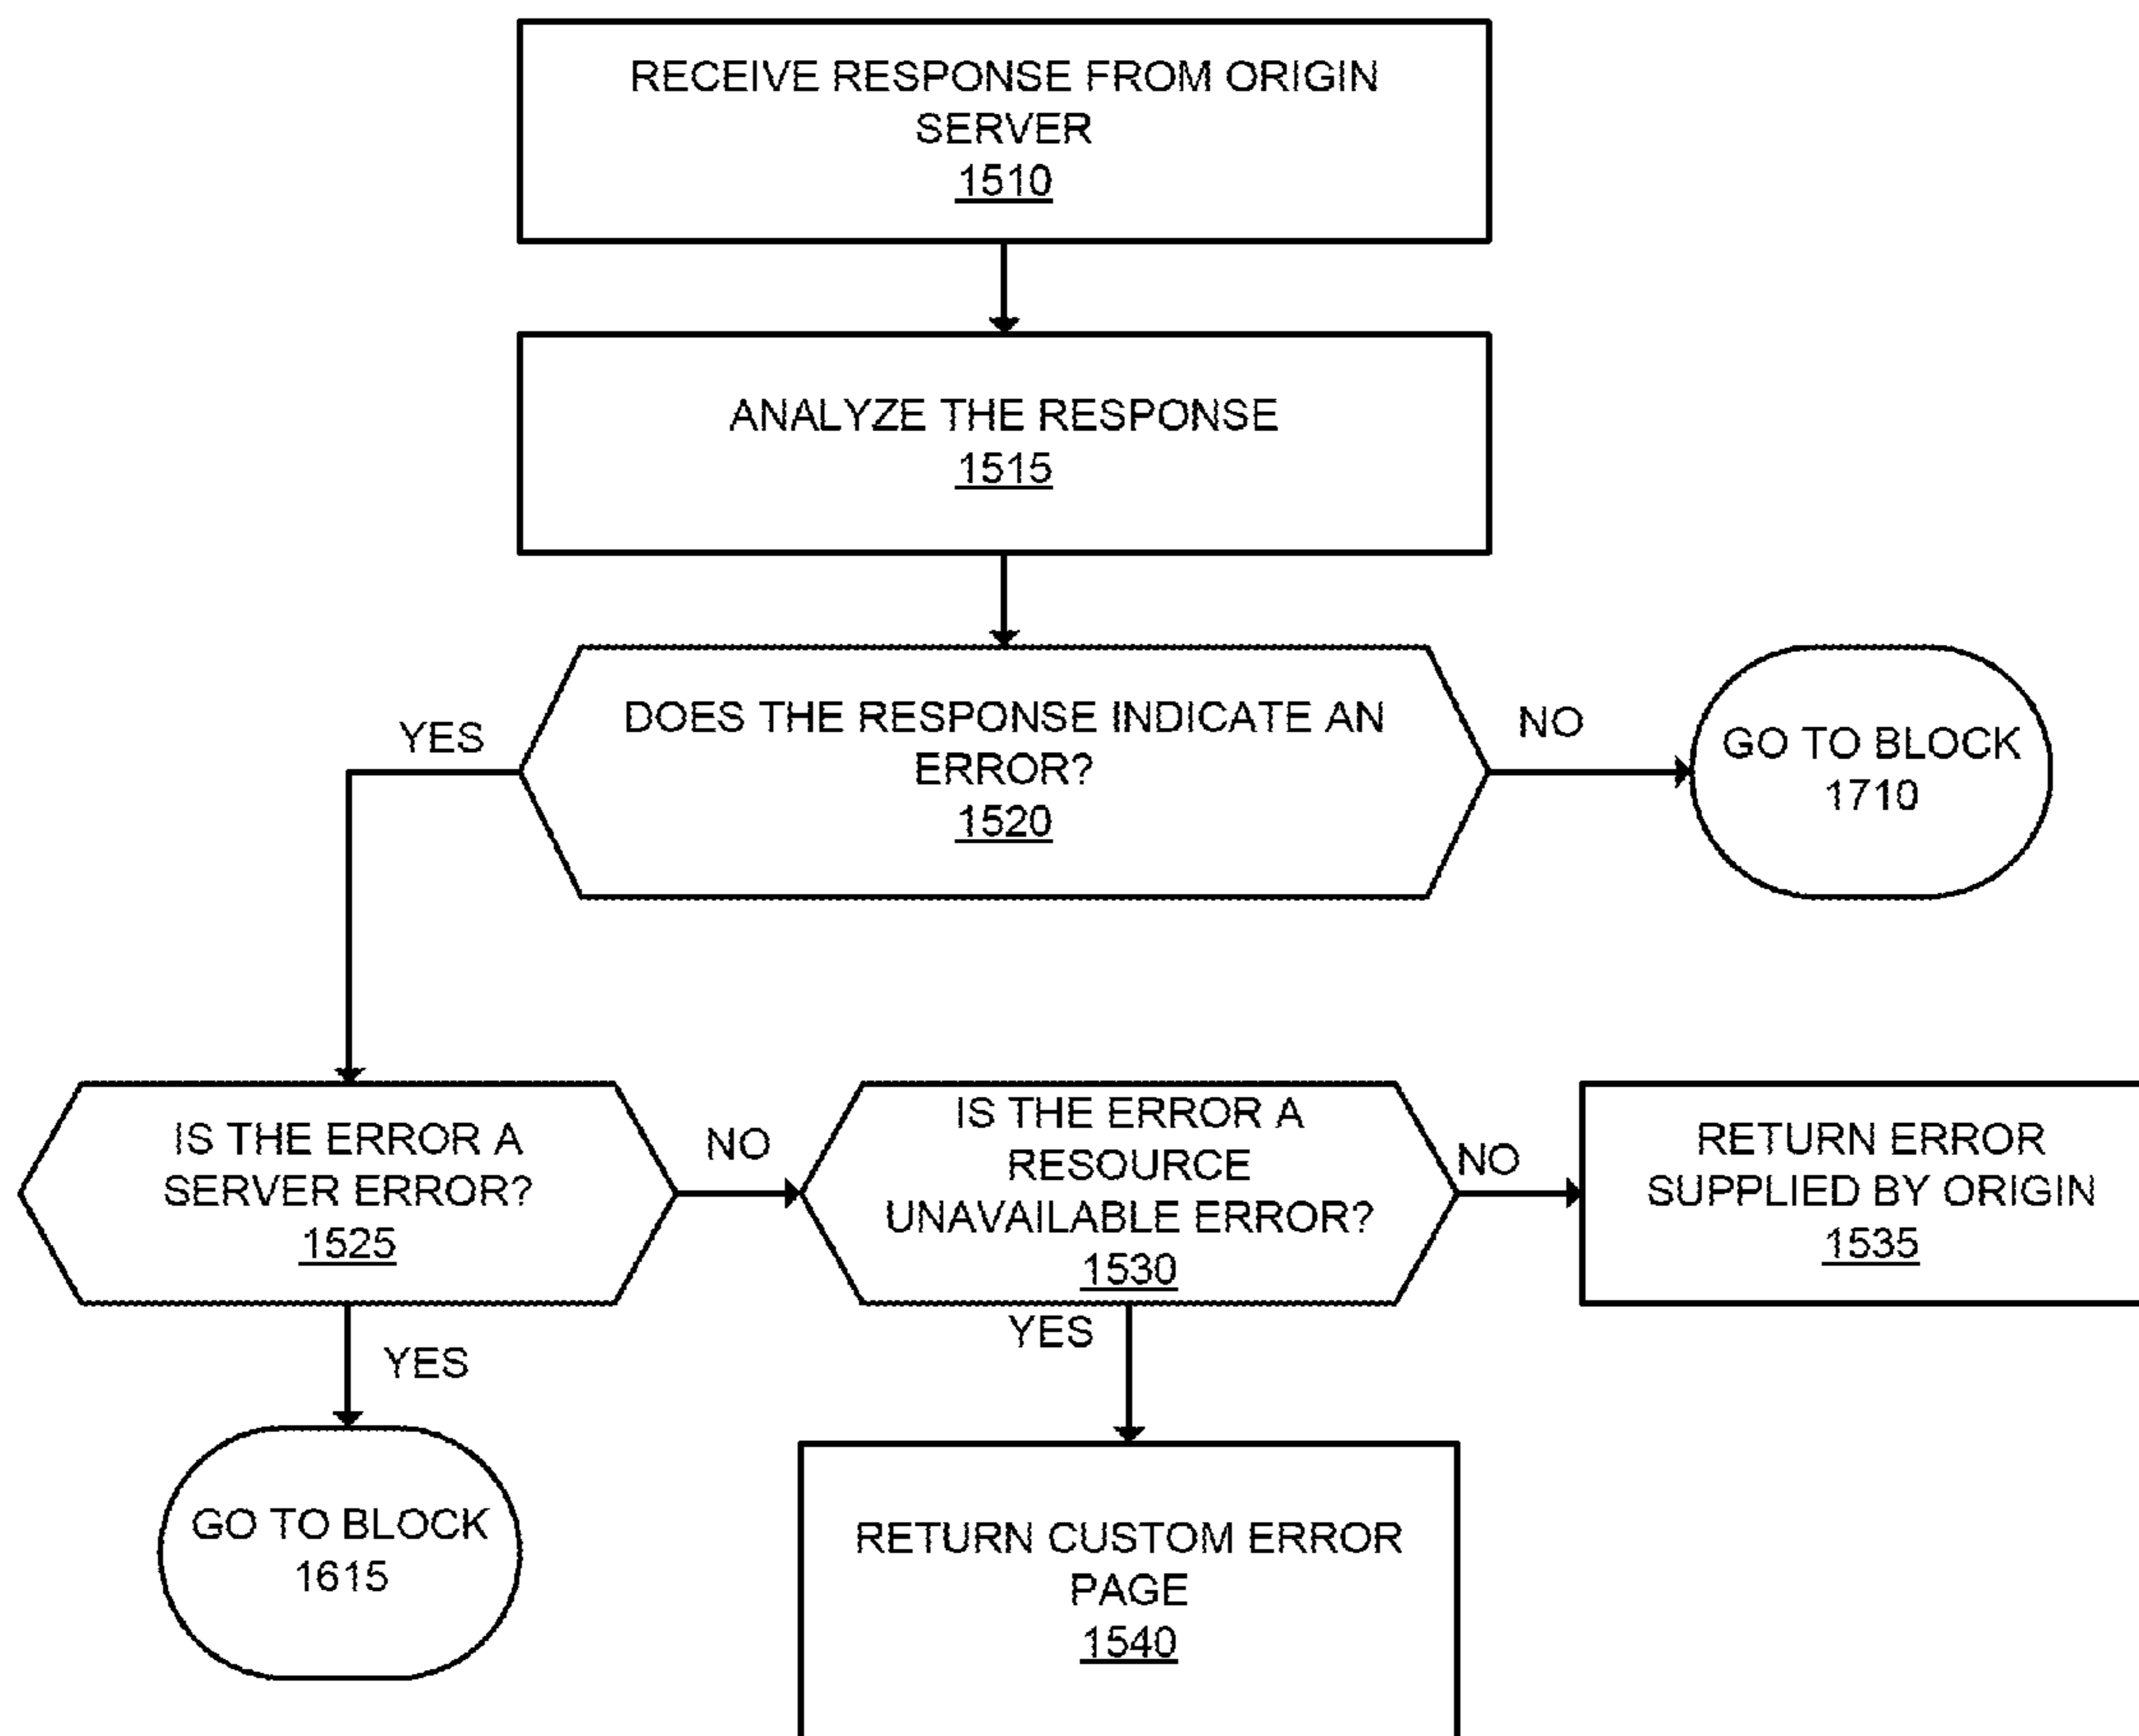 RECEIVE RESPONSE FROM ORIGIN
SERVER
1510
ANALYZE THE RESPONSE
1515
DOES THE RESPONSE INDICATE AN
ERROR?
1520
YES
NO
GO TO BLOCK
1710
IS THE ERROR A
SERVER ERROR?
1525
NO
IS THE ERROR A
RESOURCE
UNAVAILABLE ERROR?
1530
NO
RETURN ERROR
SUPPLIED BY ORIGIN
1535
YES
GO TO BLOCK
1615
YES
RETURN CUSTOM ERROR
PAGE
1540